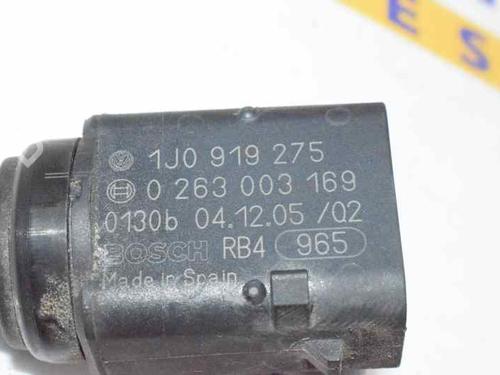 1J0 919 275
0 263 003 169
0130b 04.12.05 /Q2
BOSCH RB4 965
Made in Spain
E S